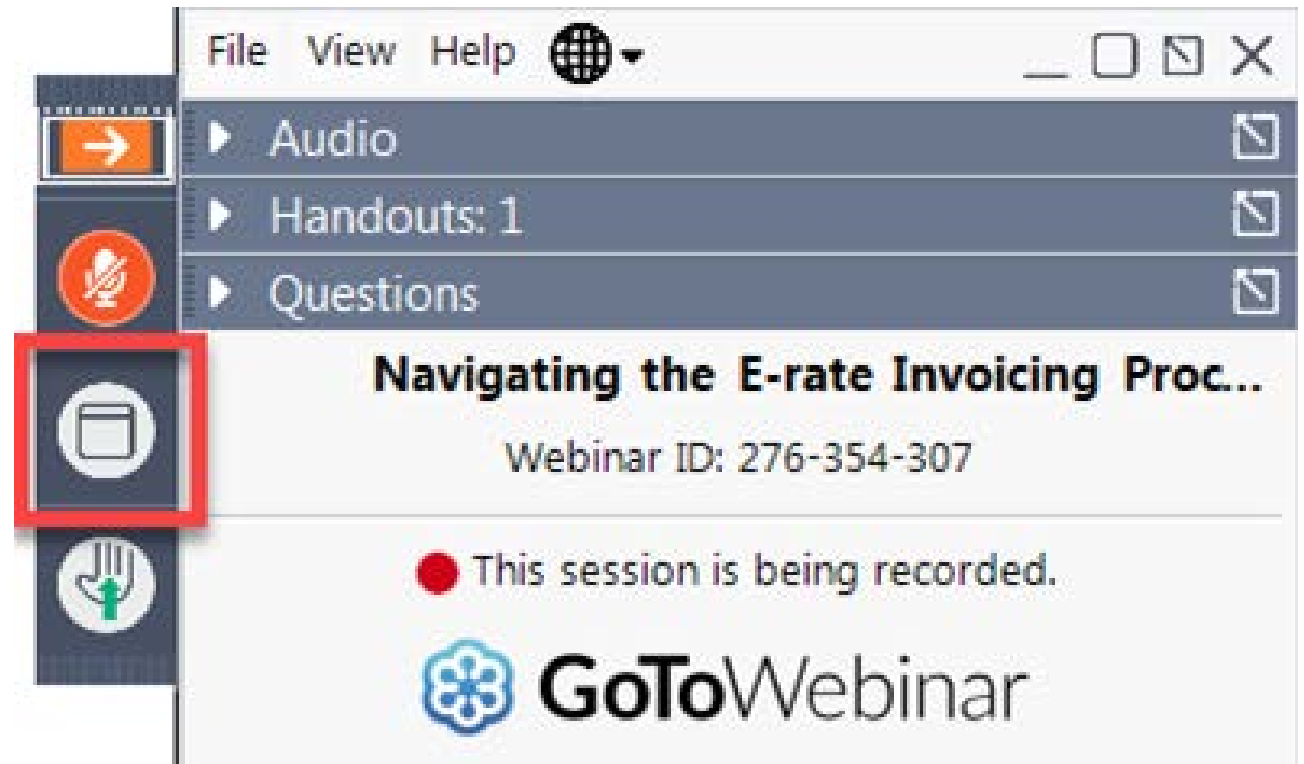 File View Help
Audio
Handouts: 1
Questions
Navigating the E-rate Invoicing Proc...
Webinar ID: 276-354-307
This session is being recorded.
GoToWebinar